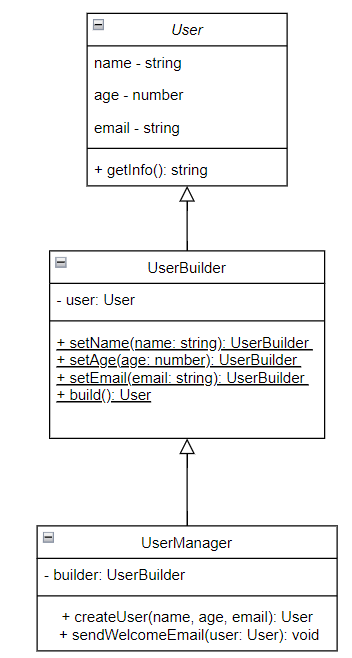 User
name - string
age - number
email - string
+ getInfo(): string
UserBuilder
- user: User
+ setName(name: string): UserBuilder
+ setAge(age: number): UserBuilder
+ setEmail(email: string): UserBuilder
+ build(): User
UserManager
- builder: UserBuilder
+ createUser(name, age, email): User
+ sendWelcomeEmail(user: User): void